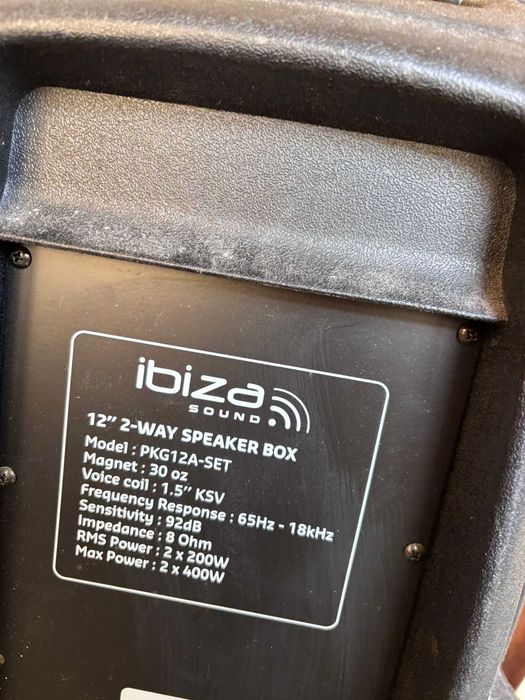 ibiza
SOUND
12" 2-WAY SPEAKER BOX
Model : PKG12A-SET
Magnet : 30 oz
Voice coil : 1.5" KSV
Frequency Response : 65Hz - 18kHz
Sensitivity : 92dB
Impedance : 8 Ohm
RMS Power : 2 x 200W
Max Power : 2 x 400W